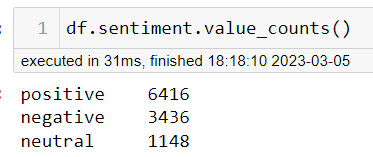 1 df.sentiment.value_counts()
executed in 31ms, finished 18:18:10 2023-03-05
positive 6416
negative 3436
neutral 1148